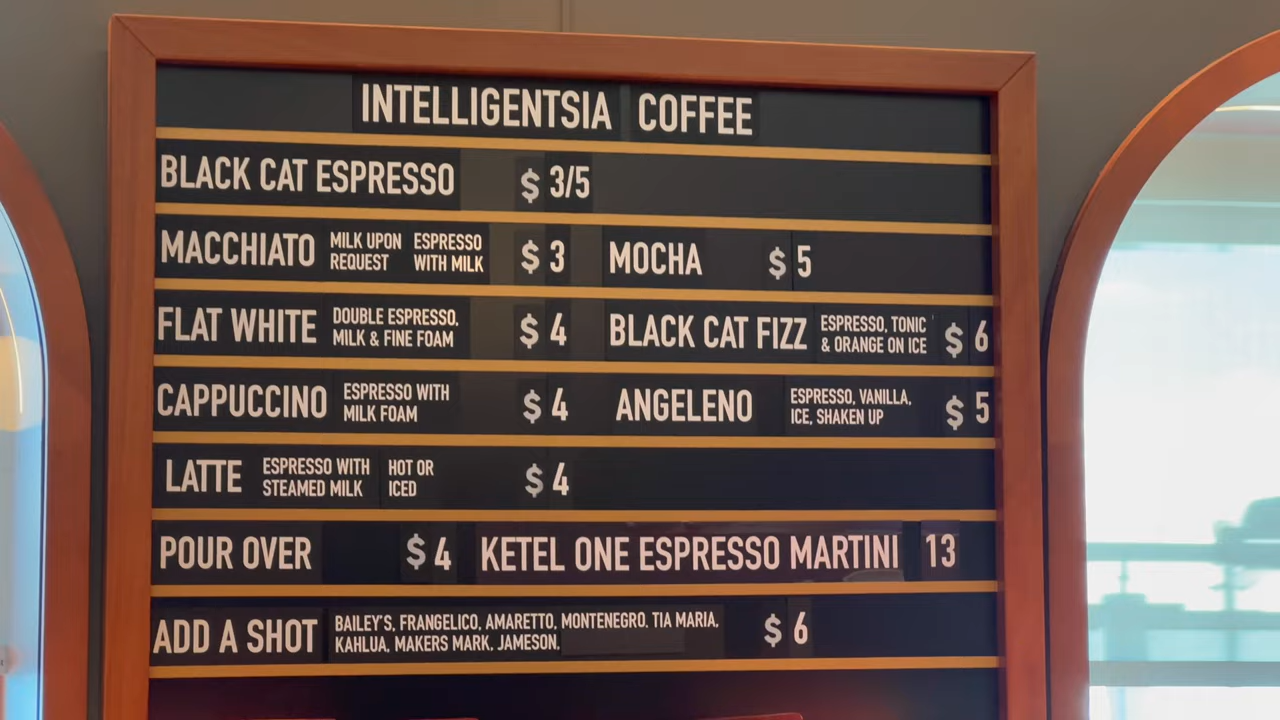 INTELLIGENTSIA COFFEE
BLACK CAT ESPRESSO $ 3/5
MACCHIATO MILK UPON REQUEST ESPRESSO WITH MILK $ 3 MOCHA $ 5
FLAT WHITE DOUBLE ESPRESSO, MILK & FINE FOAM $ 4 BLACK CAT FIZZ ESPRESSO, TONIC & ORANGE ON ICE $ 6
CAPPUCCINO ESPRESSO WITH MILK FOAM $ 4 ANGELENO ESPRESSO, VANILLA, ICE, SHAKEN UP $ 5
LATTE ESPRESSO WITH STEAMED MILK HOT OR ICED $ 4
POUR OVER $ 4 KETEL ONE ESPRESSO MARTINI 13
ADD A SHOT BAILEY'S, FRANGELICO, AMARETTO, MONTENEGRO, TIA MARIA, KAHLUA, MAKERS MARK, JAMESON. $ 6